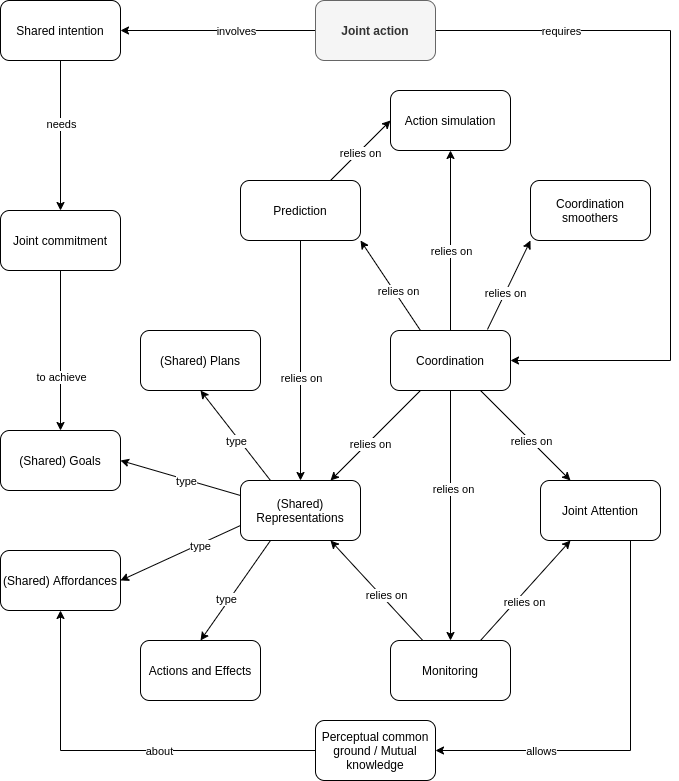 Shared intention
involves
Joint action
requires
needs
Action simulation
relies on
Prediction
Coordination
smoothers
Joint commitment
relies on
relies on
relies on
(Shared) Plans
Coordination
to achieve
relies on
type
relies on
relies on
(Shared) Goals
type
relies on
(Shared)
Representations
Joint Attention
type
(Shared) Affordances
type
relies on
relies on
Actions and Effects
Monitoring
Perceptual common
ground / Mutual
knowledge
about
allows